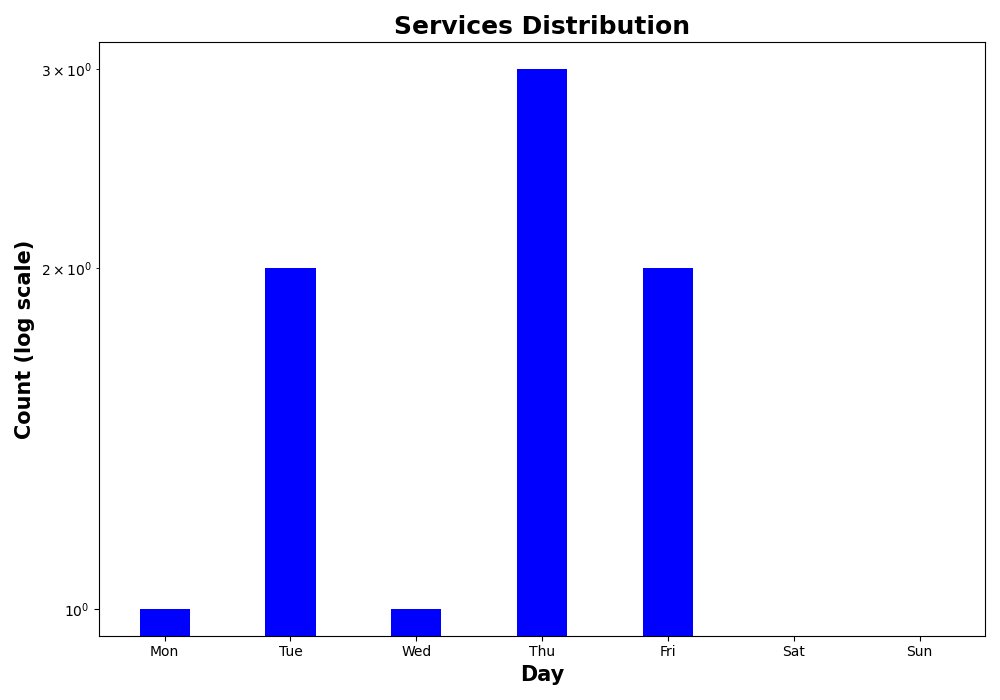 Services Distribution
Count (log scale)
3 × 10⁰
2 × 10⁰
10⁰
Mon Tue Wed Thu Fri Sat Sun
Day